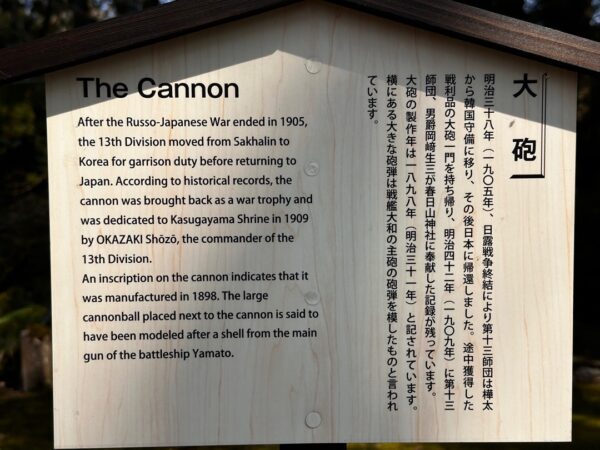 The Cannon
After the Russo-Japanese War ended in 1905,
the 13th Division moved from Sakhalin to
Korea for garrison duty before returning to
Japan. According to historical records, the
cannon was brought back as a war trophy and
was dedicated to Kasugayama Shrine in 1909
by OKAZAKI Shōzō, the commander of the
13th Division.
An inscription on the cannon indicates that it
was manufactured in 1898. The large
cannonball placed next to the cannon is said to
have been modeled after a shell from the main
gun of the battleship Yamato.
大砲
明治三十八年（一九〇五年）、日露戦争終結により第十三師団は樺太
から韓国守備に移り、その後日本に帰還しました。途中獲得した
戦利品の大砲一門を持ち帰り、明治四十二年（一九〇九年）に第十三
師団、男爵岡﨑生三が春日山神社に奉献した記録が残っています。
大砲の製作年は一八九八年（明治三十一年）と記されています。
横にある大きな砲弾は戦艦大和の主砲の砲弾を模したものと言われ
ています。